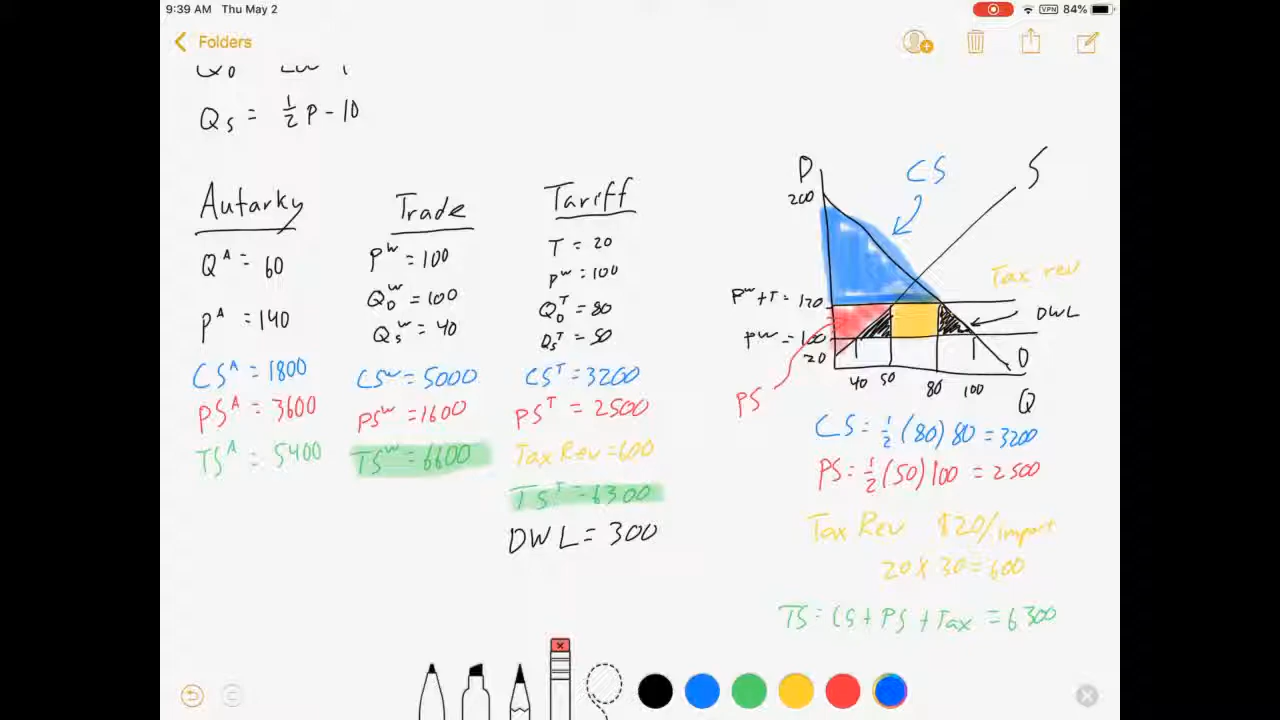 9:39 AM Thu May 2
VPN 84%
Folders
Qs = 1/2 P - 10
Autarky
Q^A = 60
P^A = 140
CS^A = 1800
PS^A = 3600
TS^A = 5400
Trade
P^W = 100
Q_D^W = 100
Q_S^W = 40
CS^W = 5000
PS^W = 1600
TS^W = 6600
Tariff
T = 20
P^W = 100
Q_D^T = 80
Q_S^T = 50
CS^T = 3200
PS^T = 2500
Tax Rev = 600
TS^T = 6300
DWL = 300
P
200
CS
S
Tax rev
P^W + T = 120
DWL
P^W = 100
20
D
40 50 80 100
Q
PS
CS = 1/2 (80) 80 = 3200
PS = 1/2 (50) 100 = 2500
Tax Rev $20/import
20 x 30 = 600
TS = CS + PS + Tax = 6300